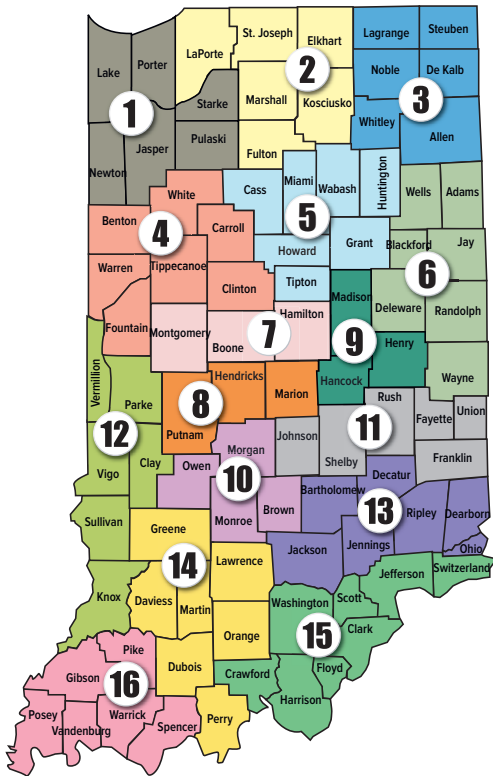 St. Joseph
Elkhart
Lagrange
Steuben
LaPorte
Porter
Lake
2
Noble
De Kalb
Marshall
Kosciusko
3
Starke
1
Whitley
Allen
Pulaski
Jasper
Newton
Fulton
Miami
Wabash
Huntington
Cass
White
Wells
Adams
Benton
4
Carroll
5
Grant
Blackford
Jay
Howard
Warren
Tippecanoe
6
Tipton
Clinton
Madison
Deleware
Randolph
Hamilton
Fountain
Montgomery
7
Boone
9
Henry
Vermillion
Hendricks
Hancock
Marion
Wayne
Parke
8
Rush
Union
Fayette
12
Putnam
Johnson
11
Morgan
Shelby
Franklin
Vigo
Clay
Owen
10
Decatur
Bartholomew
Brown
13
Ripley
Dearborn
Sullivan
Greene
Monroe
Jackson
Jennings
Ohio
Lawrence
14
Jefferson
Switzerland
Knox
Daviess
Martin
Washington
Scott
Orange
15
Clark
Pike
Dubois
Floyd
Gibson
16
Crawford
Harrison
Posey
Warrick
Vandenburg
Spencer
Perry